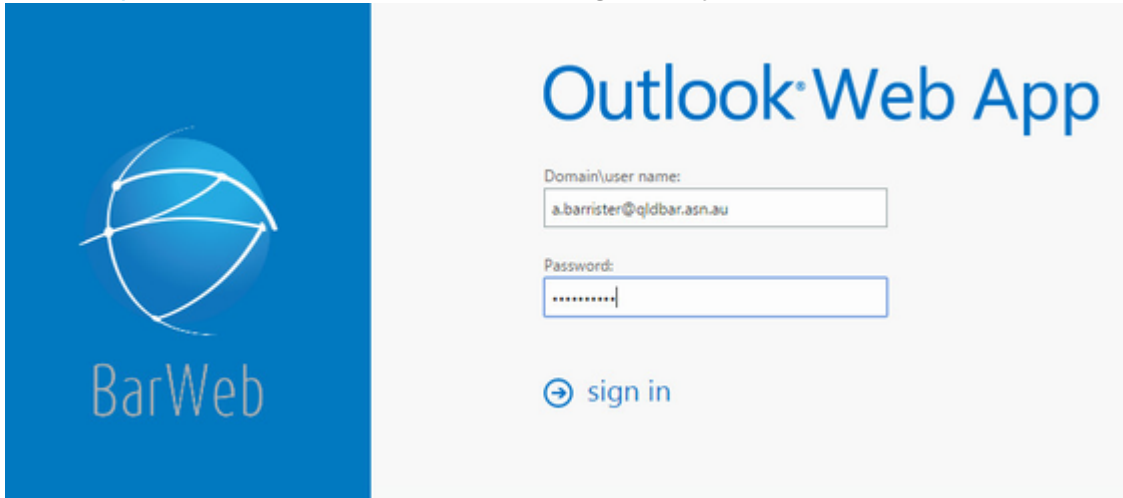 Outlook® Web App
Domain\user name:
a.barrister@qldbar.asn.au
Password:
BarWeb
sign in